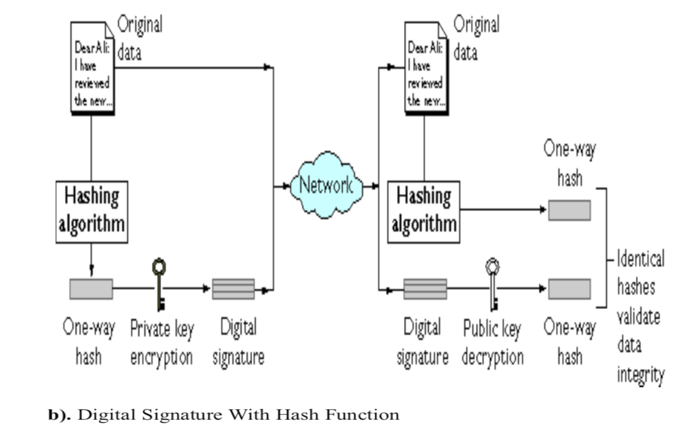 Original
data
Dear Ali:
I have
reviewed
the new...
Original
data
Dear Ali:
I have
reviewed
the new...
Network
One-way
hash
Hashing
algorithm
Hashing
algorithm
Identical
hashes
validate
data
integrity
One-way
hash
Private key
encryption
Digital
signature
Digital
signature
Public key
decryption
One-way
hash
b). Digital Signature With Hash Function